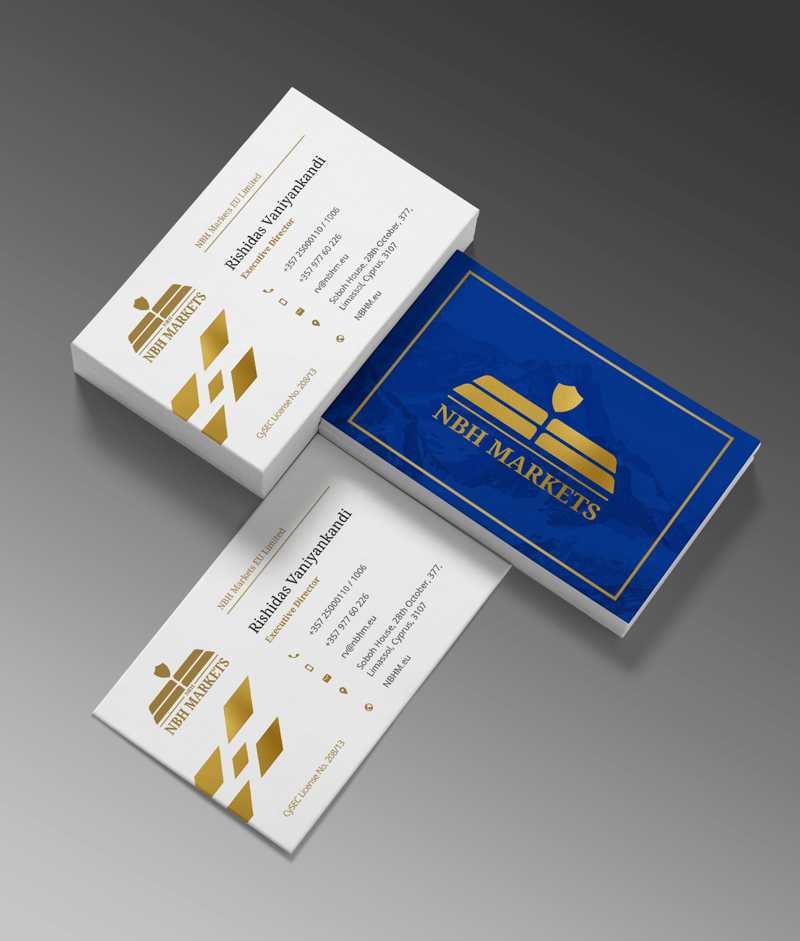 NBH Markets EU Limited
Rishidas Vaniyankandi
Executive Director
+357 25000110 / 1006
+357 977 60 226
rv@nbhm.eu
Soboh House, 28th October, 377,
Limassol, Cyprus, 3107
NBHM.eu
NBH
NBH MARKETS
CySEC License No. 208/13
NBH MARKETS
NBH Markets EU Limited
Rishidas Vaniyankandi
Executive Director
+357 25000110 / 1006
+357 977 60 226
rv@nbhm.eu
Soboh House, 28th October, 377,
Limassol, Cyprus, 3107
NBHM.eu
NBH
NBH MARKETS
CySEC License No. 208/13